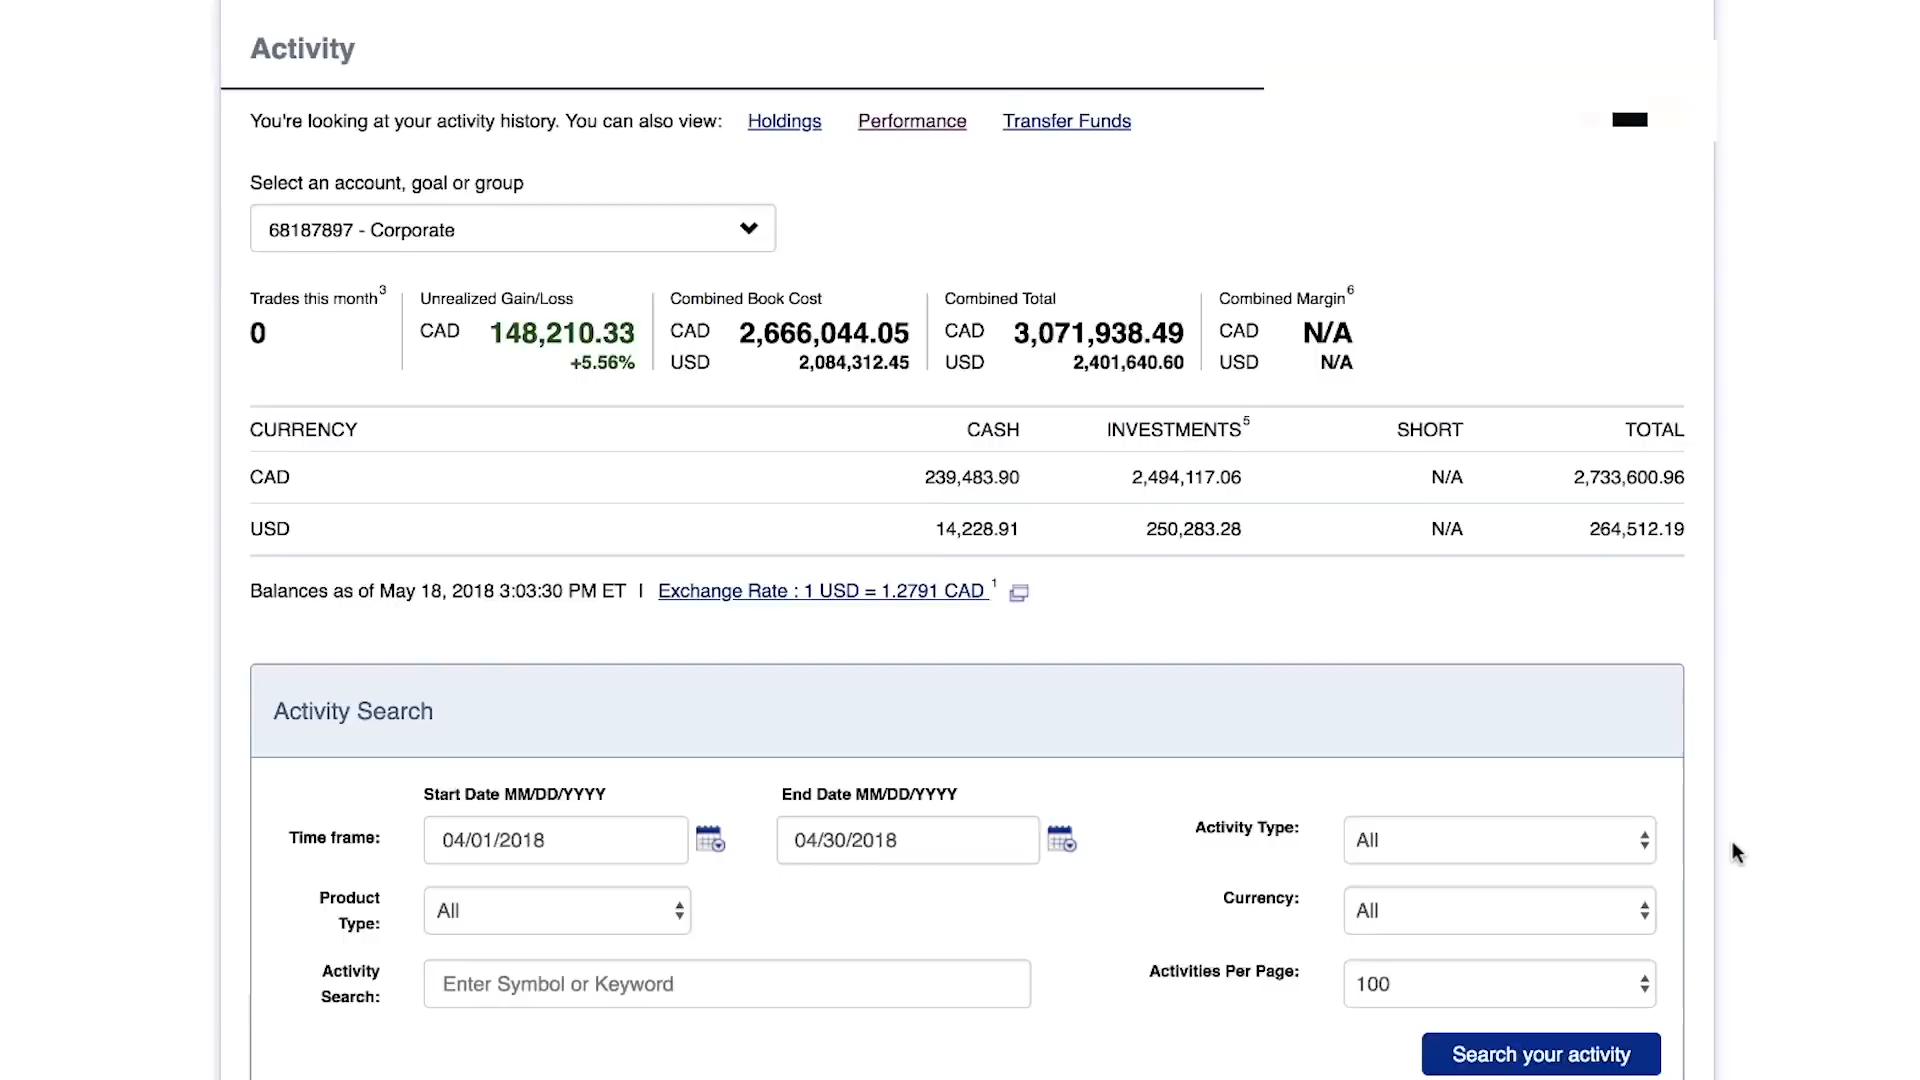 Activity
You're looking at your activity history. You can also view: Holdings Performance Transfer Funds
Select an account, goal or group
68187897 - Corporate
Trades this month3 Unrealized Gain/Loss Combined Book Cost Combined Total Combined Margin6
0 CAD 148,210.33 CAD 2,666,044.05 CAD 3,071,938.49 CAD N/A
+5.56% USD 2,084,312.45 USD 2,401,640.60 USD N/A
CURRENCY CASH INVESTMENTS5 SHORT TOTAL
CAD 239,483.90 2,494,117.06 N/A 2,733,600.96
USD 14,228.91 250,283.28 N/A 264,512.19
Balances as of May 18, 2018 3:03:30 PM ET | Exchange Rate : 1 USD = 1.2791 CAD 1
Activity Search
Start Date MM/DD/YYYY End Date MM/DD/YYYY
Time frame: 04/01/2018 04/30/2018 Activity Type: All
Product Type: All Currency: All
Activity Search: Enter Symbol or Keyword Activities Per Page: 100
Search your activity